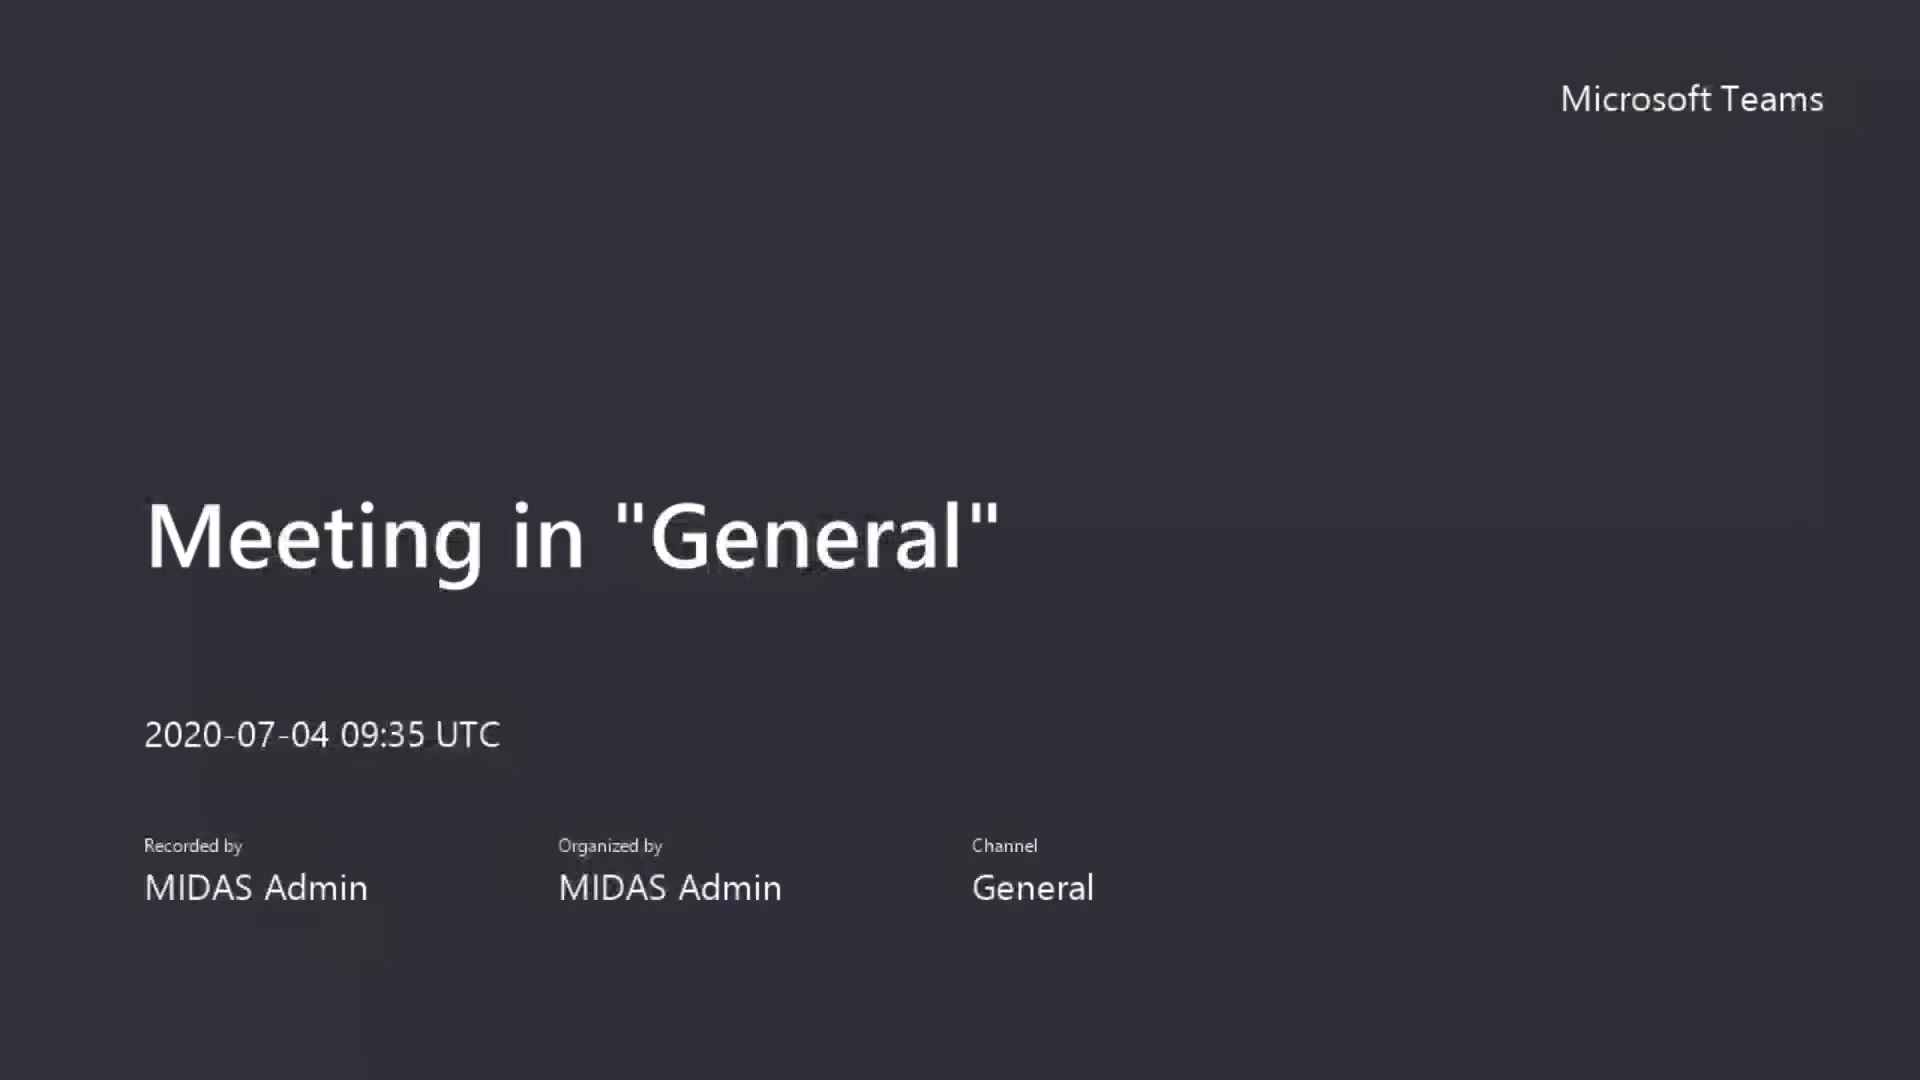 Microsoft Teams
Meeting in "General"
2020-07-04 09:35 UTC
Recorded by
MIDAS Admin
Organized by
MIDAS Admin
Channel
General